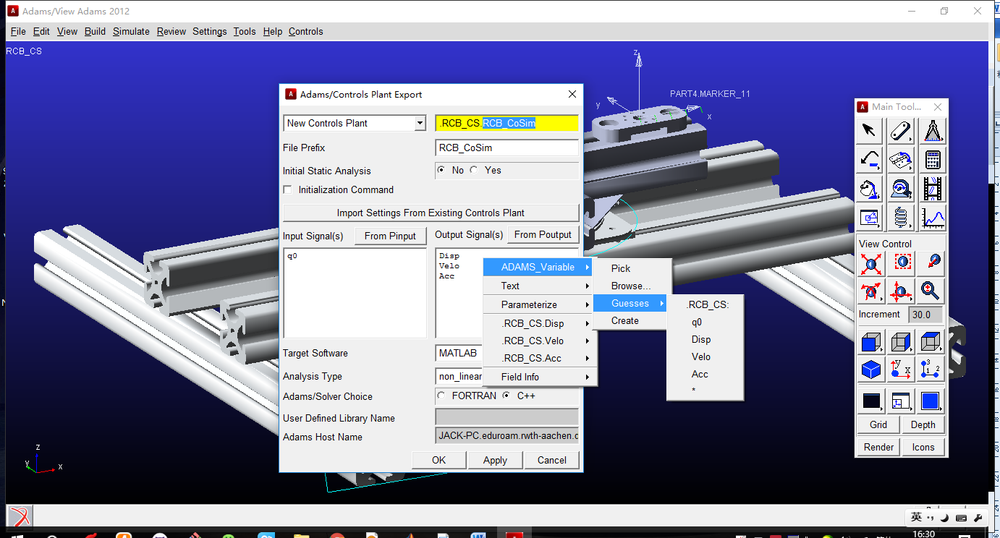 Adams/View Adams 2012
File Edit View Build Simulate Review Settings Tools Help Controls
RCB_CS
z
y
PART4.MARKER_11
x
Adams/Controls Plant Export
New Controls Plant
.RCB_CS.RCB_CoSim
File Prefix
RCB_CoSim
Initial Static Analysis
No Yes
Initialization Command
Import Settings From Existing Controls Plant
Input Signal(s)
From Pinput
Output Signal(s)
From Poutput
q0
Disp
Velo
Acc
Target Software
MATLAB
Analysis Type
non_linear
Adams/Solver Choice
FORTRAN C++
User Defined Library Name
Adams Host Name
JACK-PC.eduroam.rwth-aachen.
OK Apply Cancel
ADAMS_Variable
Text
Parameterize
.RCB_CS.Disp
.RCB_CS.Velo
.RCB_CS.Acc
Field Info
Pick
Browse...
Guesses
Create
.RCB_CS:
q0
Disp
Velo
Acc
*
Main Tool...
View Control
Increment 30.0
Grid Depth
Render Icons
z
y
x
英
16:30